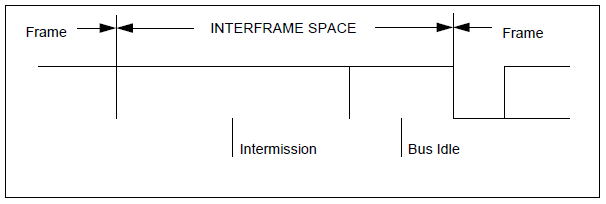 Frame
INTERFRAME SPACE
Frame
Intermission
Bus Idle